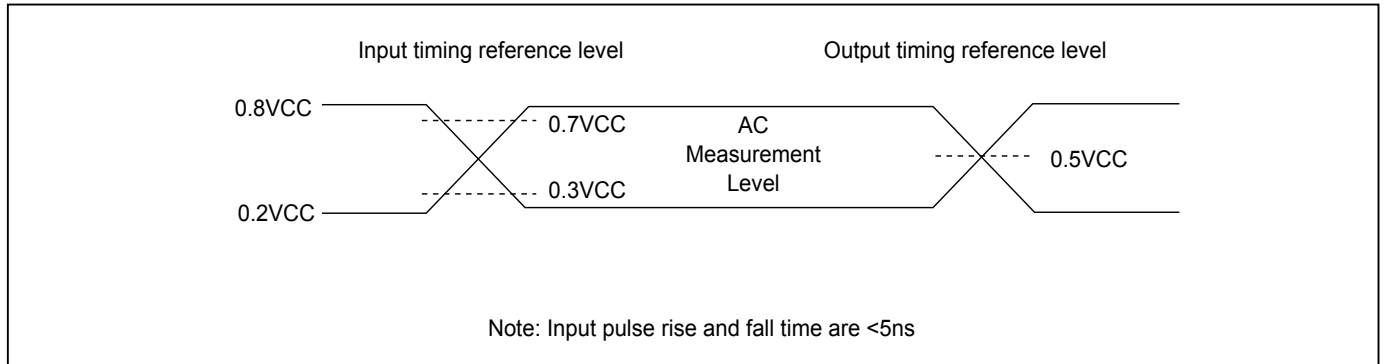 Input timing reference level
Output timing reference level
0.8VCC
0.7VCC
AC
Measurement
Level
0.5VCC
0.3VCC
0.2VCC
Note: Input pulse rise and fall time are <5ns